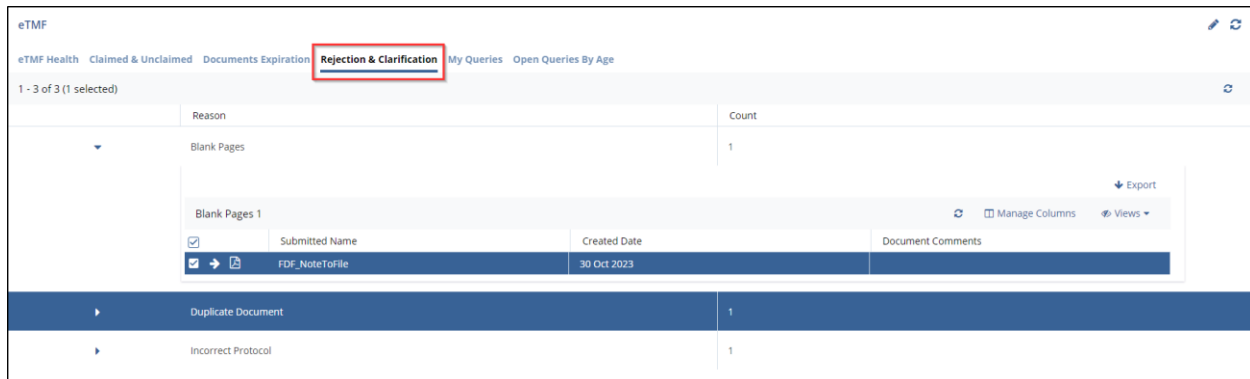 eTMF
eTMF Health Claimed & Unclaimed Documents Expiration Rejection & Clarification My Queries Open Queries By Age
1 - 3 of 3 (1 selected)
Reason Count
Blank Pages 1
Export
Blank Pages 1 Manage Columns Views
Submitted Name Created Date Document Comments
FDF_NoteToFile 30 Oct 2023
Duplicate Document 1
Incorrect Protocol 1